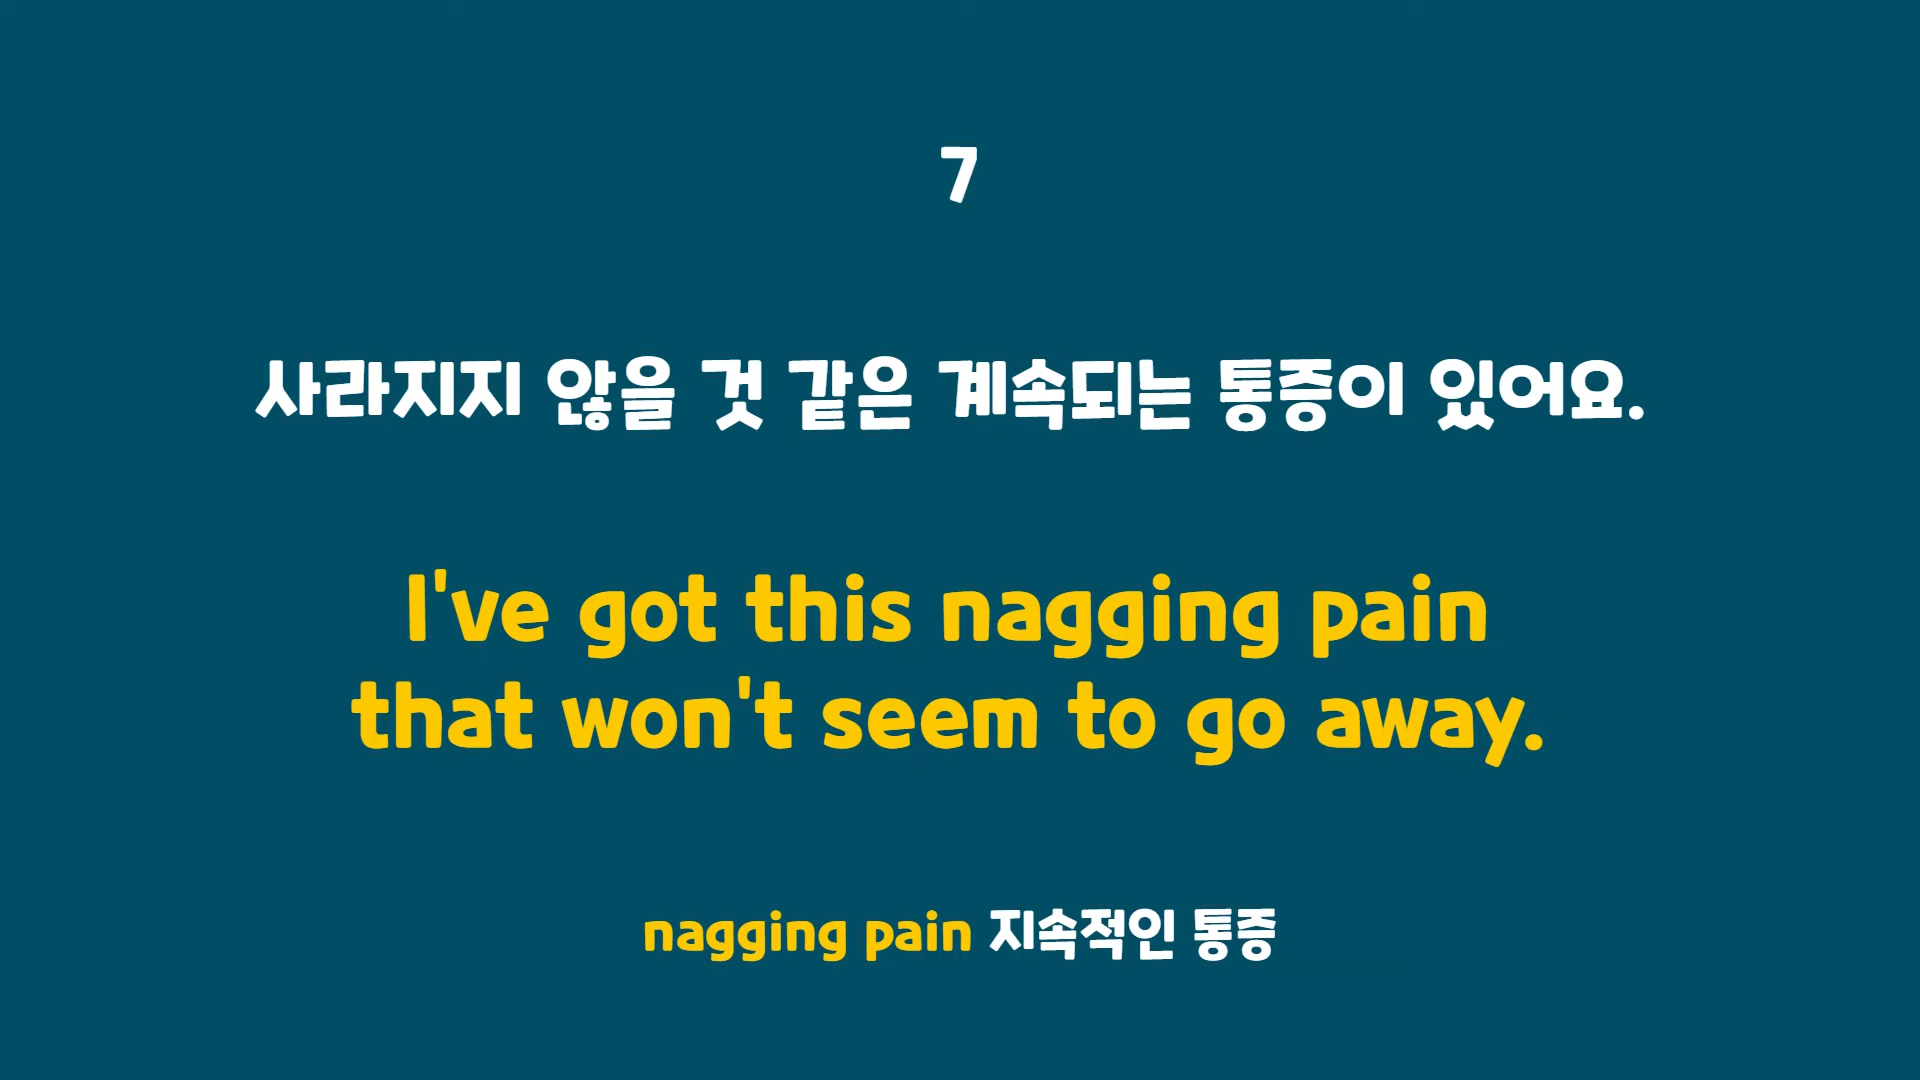 7
사라지지 않을 것 같은 계속되는 통증이 있어요.
I've got this nagging pain
that won't seem to go away.
nagging pain 지속적인 통증